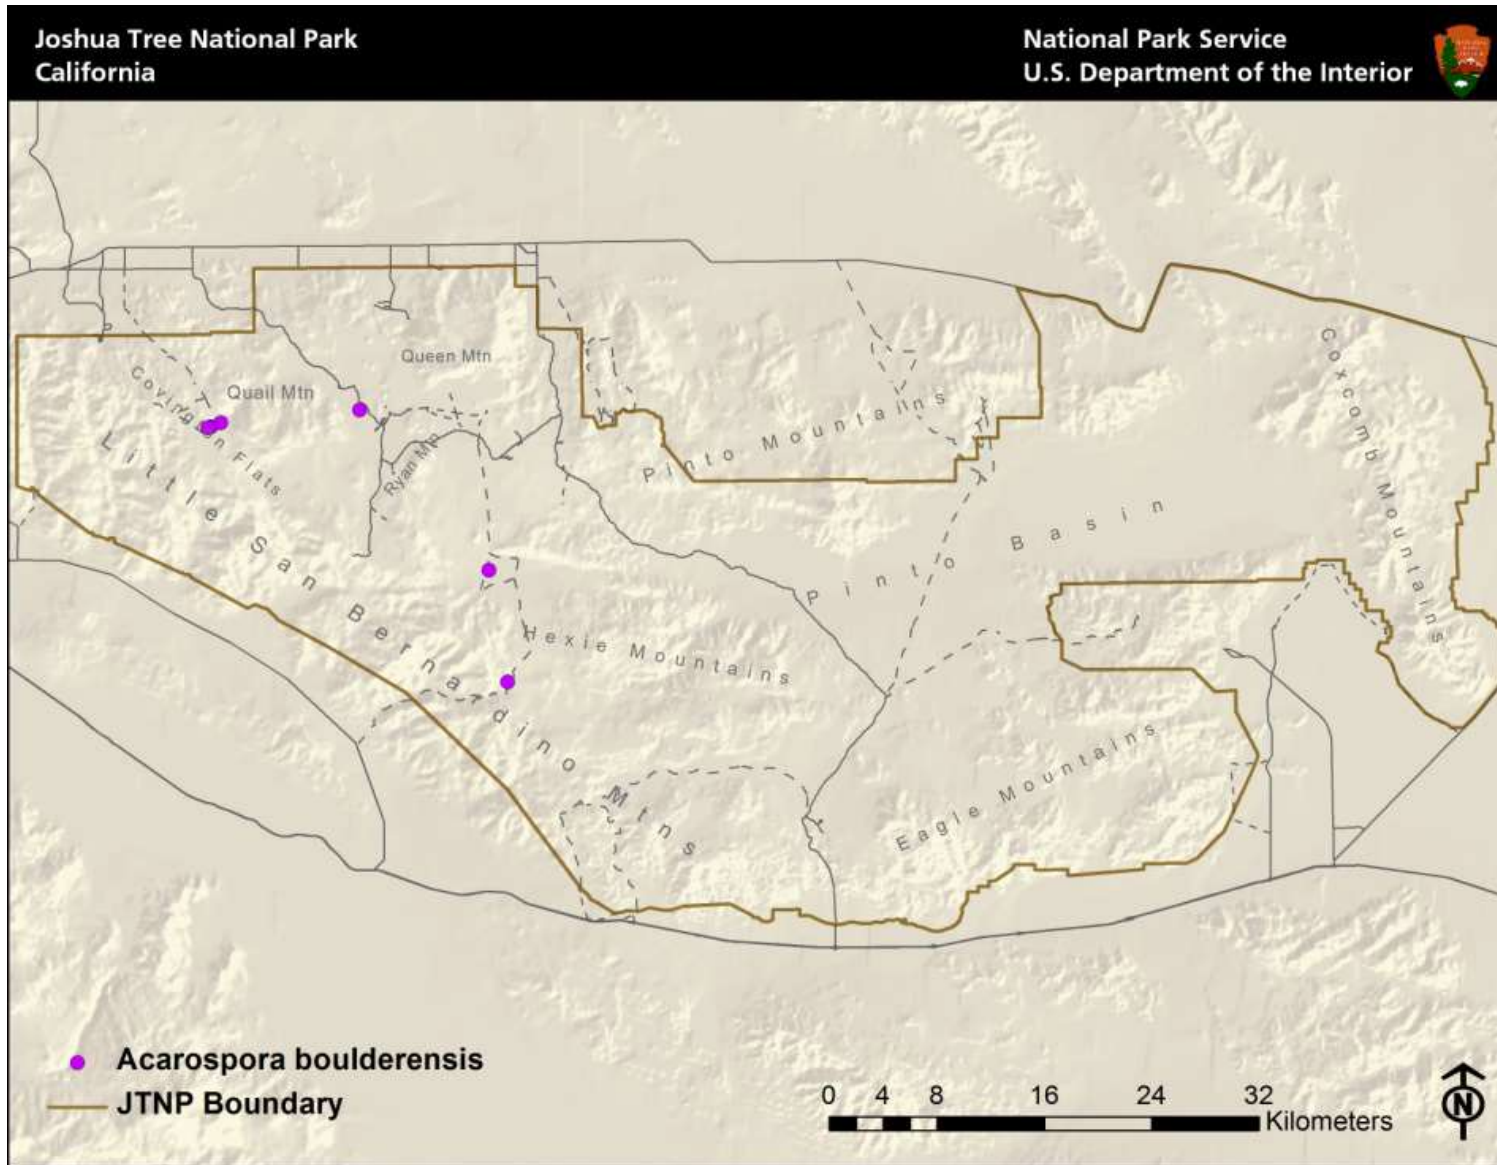 Joshua Tree National Park
California
National Park Service
U.S. Department of the Interior
Queen Mtn
Quail Mtn
Covington Flats
Ryan Mtn
Little San Bernardino Mtns
Pinto Mountains
Coxcomb Mountains
Pinto Basin
Hexie Mountains
Eagle Mountains
Acarospora boulderensis
JTNP Boundary
0 4 8 16 24 32
Kilometers
N